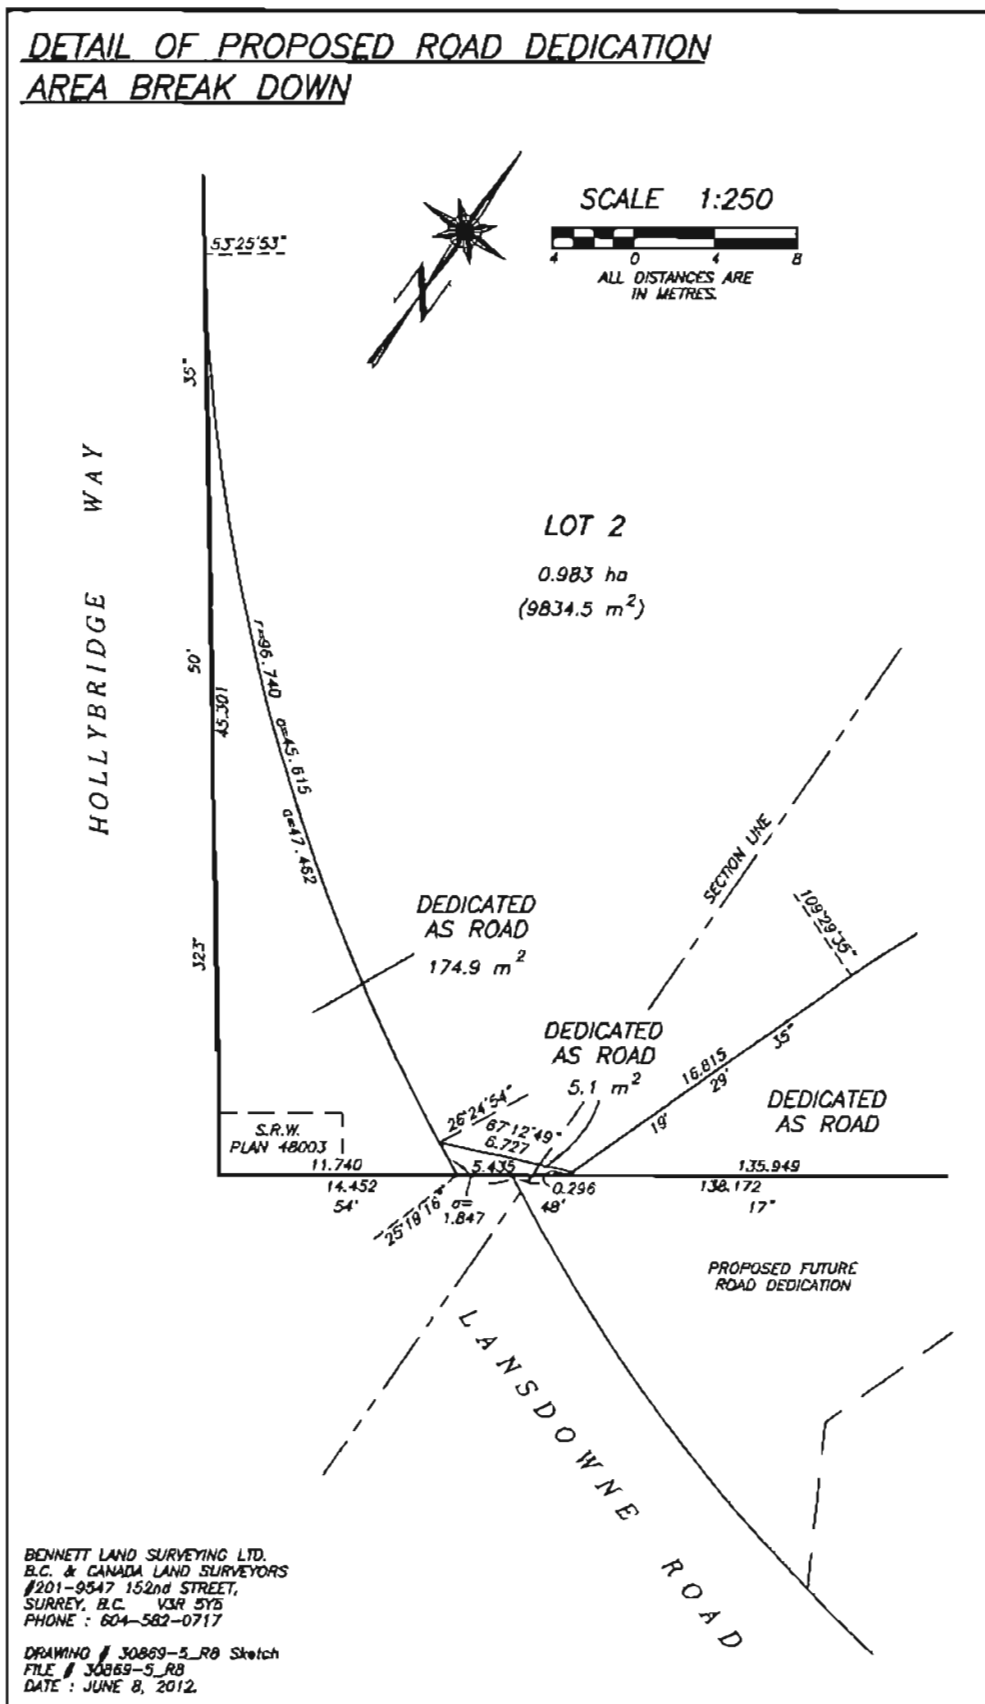 DETAIL OF PROPOSED ROAD DEDICATION
AREA BREAK DOWN
SCALE 1:250
4 0 4 8
ALL DISTANCES ARE
IN METRES.
53°25'53"
35"
HOLLYBRIDGE WAY
50'
45.301
323°
LOT 2
0.983 ha
(9834.5 m²)
r=96.740
a=45.615
a=47.462
DEDICATED
AS ROAD
174.9 m²
SECTION LINE
109°29'35"
DEDICATED
AS ROAD
5.1 m²
16.815
19' 29' 35"
DEDICATED
AS ROAD
26°24'54"
87°12'49"
6.727
S.R.W.
PLAN 48003
11.740
5.435
135.949
14.452
0.296
138.172
54'
25°19'16"
a=
1.847
48'
17"
PROPOSED FUTURE
ROAD DEDICATION
LANSDOWNE ROAD
BENNETT LAND SURVEYING LTD.
B.C. & CANADA LAND SURVEYORS
#201-9547 152nd STREET,
SURREY, B.C. V3R 5Y5
PHONE : 604-582-0717
DRAWING # 30869-5_R8 Sketch
FILE # 30869-5_R8
DATE : JUNE 8, 2012.